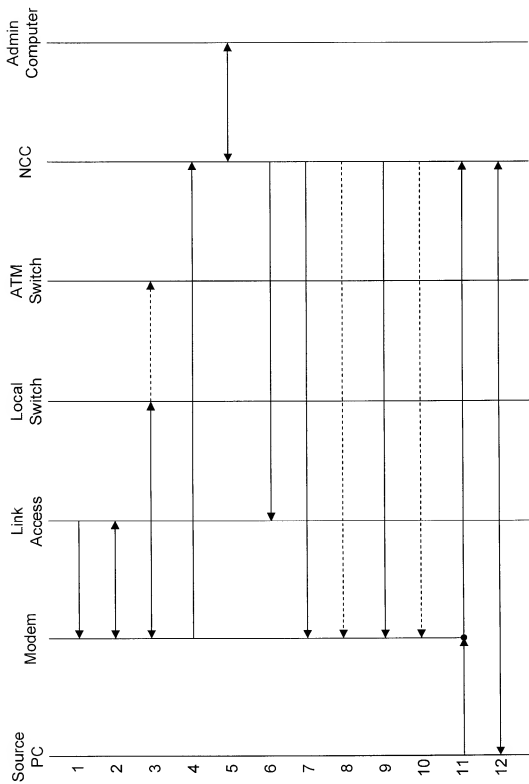 Source
PC
Modem
Link
Access
Local
Switch
ATM
Switch
NCC
Admin
Computer
1
2
3
4
5
6
7
8
9
10
11
12